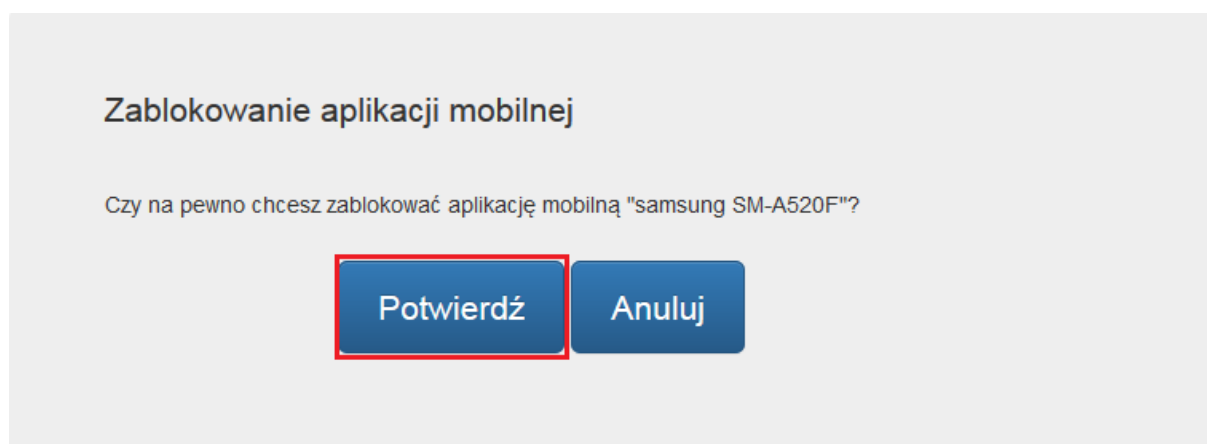 Zablokowanie aplikacji mobilnej
Czy na pewno chcesz zablokować aplikację mobilną "samsung SM-A520F"?
Potwierdź Anuluj